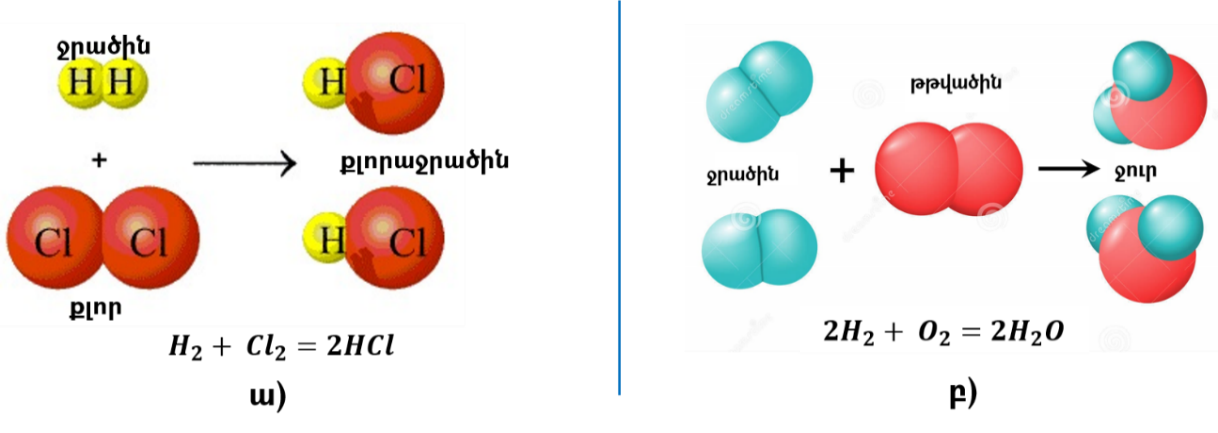 ջրածին
H H
H Cl
+
քլորաջրածին
Cl Cl
H Cl
քլոր
H₂ + Cl₂ = 2HCl
ա)
թթվածին
ջրածին
+
ջուր
2H₂ + O₂ = 2H₂O
բ)